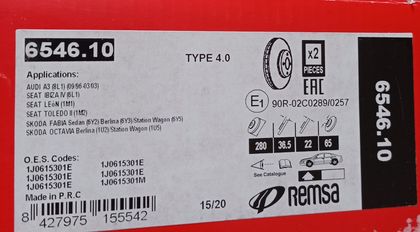 6546.10
TYPE 4.0
x2
PIECES
EAC
E1 90R-02C0289/0257
Applications:
AUDI A3 (8L1) (09/96-03/03)
SEAT IBIZA IV (6L1)
SEAT LEóN (1M1)
SEAT TOLEDO II (1M2)
SKODA FABIA Sedan (6Y2) Berlina (6Y3)/Station Wagon (6Y5)
SKODA OCTAVIA Berlina (1U2) Station Wagon (1U5)
280 38.5 22 65
O.E.S. Codes:
1J0615301E 1J0615301E
1J0615301E 1J0615301E
1J0615301E 1J0615301M
Made in P.R.C
See Catalogue
8 427975 155542
15/20
Remsa
6546.10